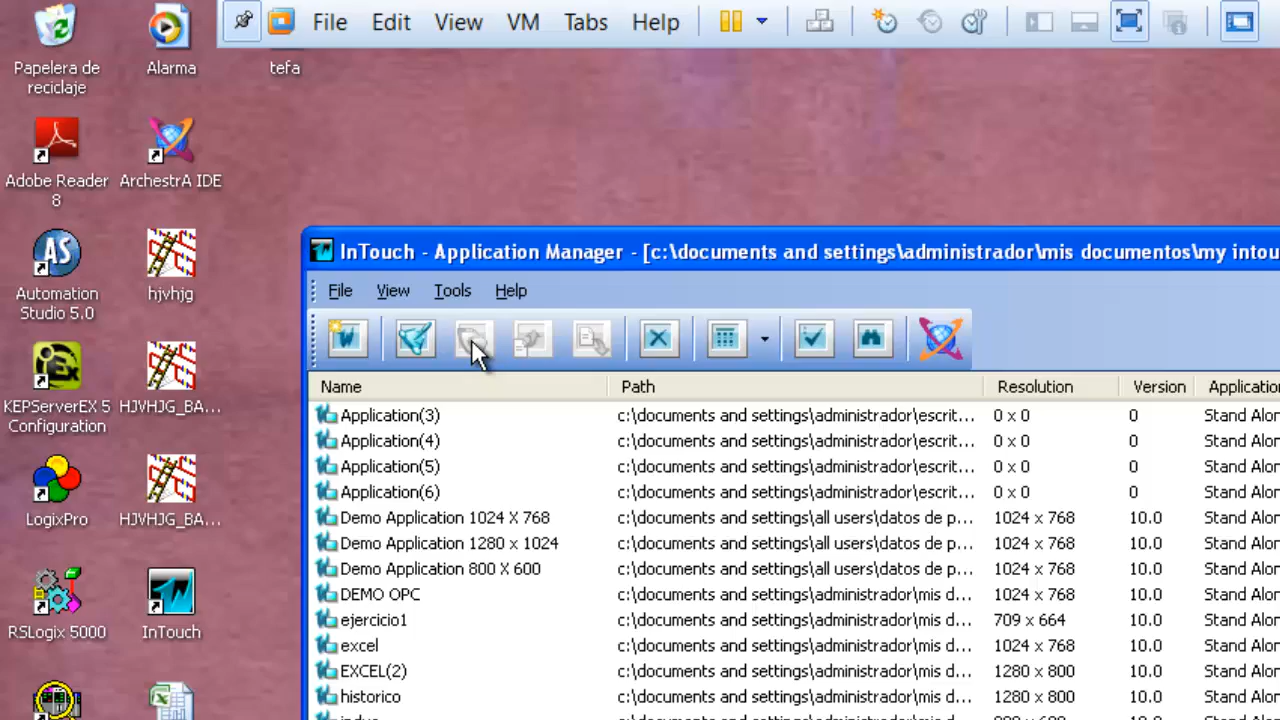 File Edit View VM Tabs Help
Papelera de
reciclaje
Alarma
tefa
Adobe Reader
8
ArchestrA IDE
Automation
Studio 5.0
hjvhjg
KEPServerEX 5
Configuration
HJVHJG_BA...
LogixPro
HJVHJG_BA...
RSLogix 5000
InTouch
InTouch - Application Manager - [c:\documents and settings\administrador\mis documentos\my intou
File View Tools Help
Name Path Resolution Version Application
Application(3) c:\documents and settings\administrador\escrit... 0 x 0 0 Stand Alon
Application(4) c:\documents and settings\administrador\escrit... 0 x 0 0 Stand Alon
Application(5) c:\documents and settings\administrador\escrit... 0 x 0 0 Stand Alon
Application(6) c:\documents and settings\administrador\escrit... 0 x 0 0 Stand Alon
Demo Application 1024 X 768 c:\documents and settings\all users\datos de p... 1024 x 768 10.0 Stand Alon
Demo Application 1280 x 1024 c:\documents and settings\all users\datos de p... 1024 x 768 10.0 Stand Alon
Demo Application 800 X 600 c:\documents and settings\all users\datos de p... 1024 x 768 10.0 Stand Alon
DEMO OPC c:\documents and settings\administrador\mis d... 1024 x 768 10.0 Stand Alon
ejercicio1 c:\documents and settings\administrador\mis d... 709 x 664 10.0 Stand Alon
excel c:\documents and settings\administrador\mis d... 1024 x 768 10.0 Stand Alon
EXCEL(2) c:\documents and settings\administrador\mis d... 1280 x 800 10.0 Stand Alon
historico c:\documents and settings\administrador\mis d... 1280 x 800 10.0 Stand Alon